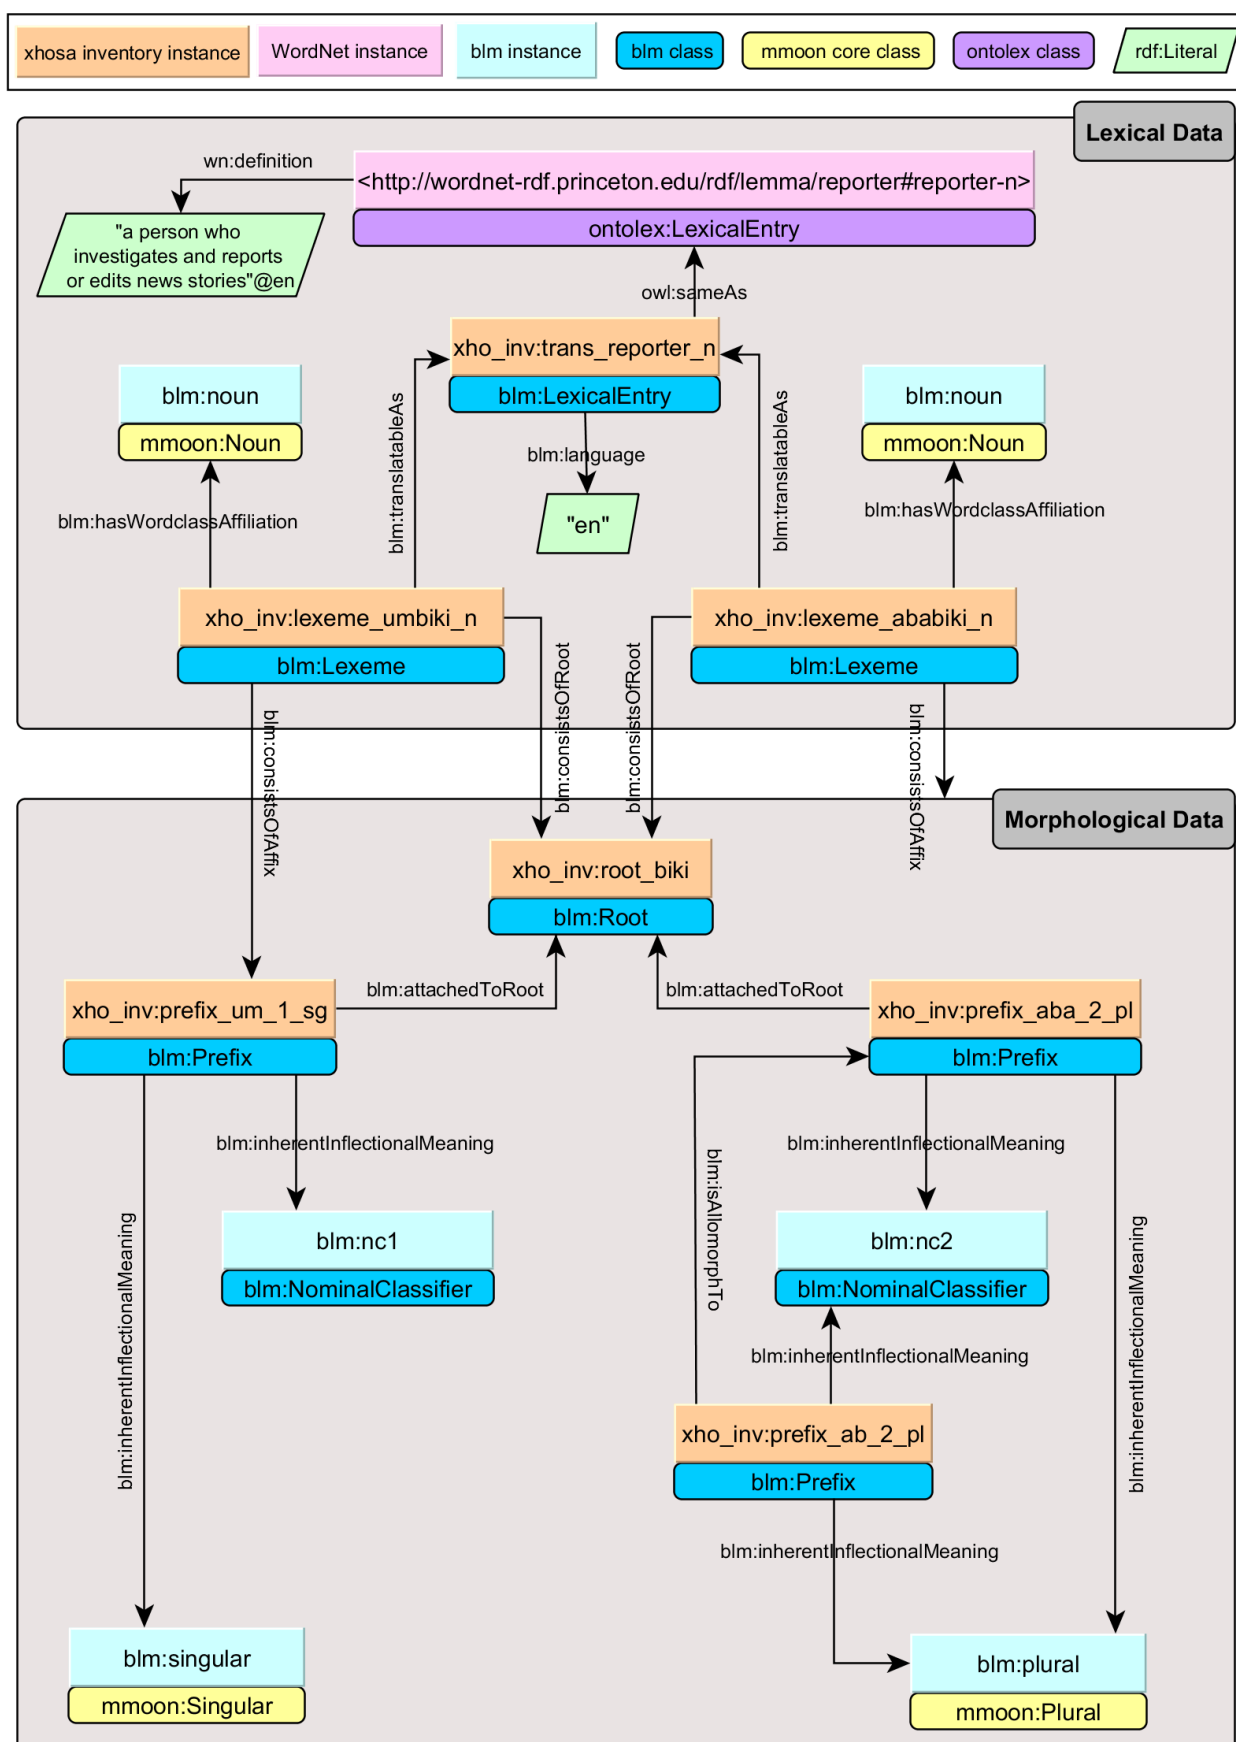 xhosa inventory instance
WordNet instance
blm instance
blm class
mmoon core class
ontolex class
rdf:Literal
Lexical Data
wn:definition
<http://wordnet-rdf.princeton.edu/rdf/lemma/reporter#reporter-n>
ontolex:LexicalEntry
"a person who
investigates and reports
or edits news stories"@en
owl:sameAs
xho_inv:trans_reporter_n
blm:LexicalEntry
blm:noun
mmoon:Noun
blm:noun
mmoon:Noun
blm:translatableAs
blm:language
blm:translatableAs
"en"
blm:hasWordclassAffiliation
blm:hasWordclassAffiliation
xho_inv:lexeme_umbiki_n
blm:Lexeme
xho_inv:lexeme_ababiki_n
blm:Lexeme
blm:consistsOfAffix
blm:consistsOfRoot
blm:consistsOfRoot
blm:consistsOfAffix
Morphological Data
xho_inv:root_biki
blm:Root
xho_inv:prefix_um_1_sg
blm:Prefix
blm:attachedToRoot
blm:attachedToRoot
xho_inv:prefix_aba_2_pl
blm:Prefix
blm:inherentInflectionalMeaning
blm:inherentInflectionalMeaning
blm:isAllomorphTo
blm:inherentInflectionalMeaning
blm:inherentInflectionalMeaning
blm:nc1
blm:NominalClassifier
blm:nc2
blm:NominalClassifier
blm:inherentInflectionalMeaning
xho_inv:prefix_ab_2_pl
blm:Prefix
blm:inherentInflectionalMeaning
blm:singular
mmoon:Singular
blm:plural
mmoon:Plural